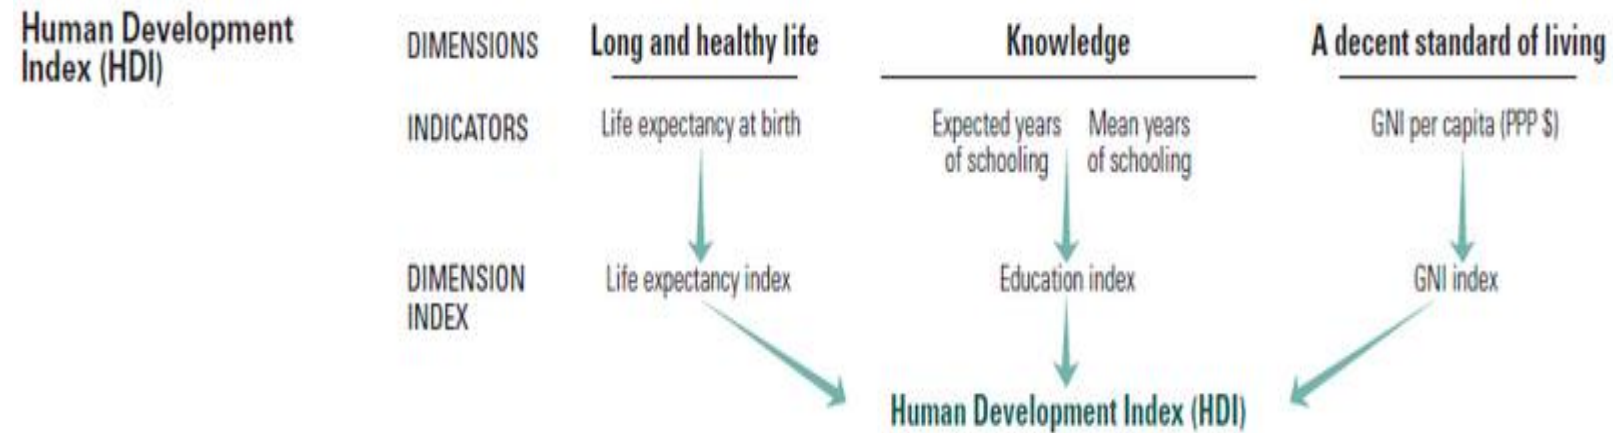 Human Development
Index (HDI)
DIMENSIONS
Long and healthy life
Knowledge
A decent standard of living
INDICATORS
Life expectancy at birth
Expected years
of schooling
Mean years
of schooling
GNI per capita (PPP $)
DIMENSION
INDEX
Life expectancy index
Education index
GNI index
Human Development Index (HDI)